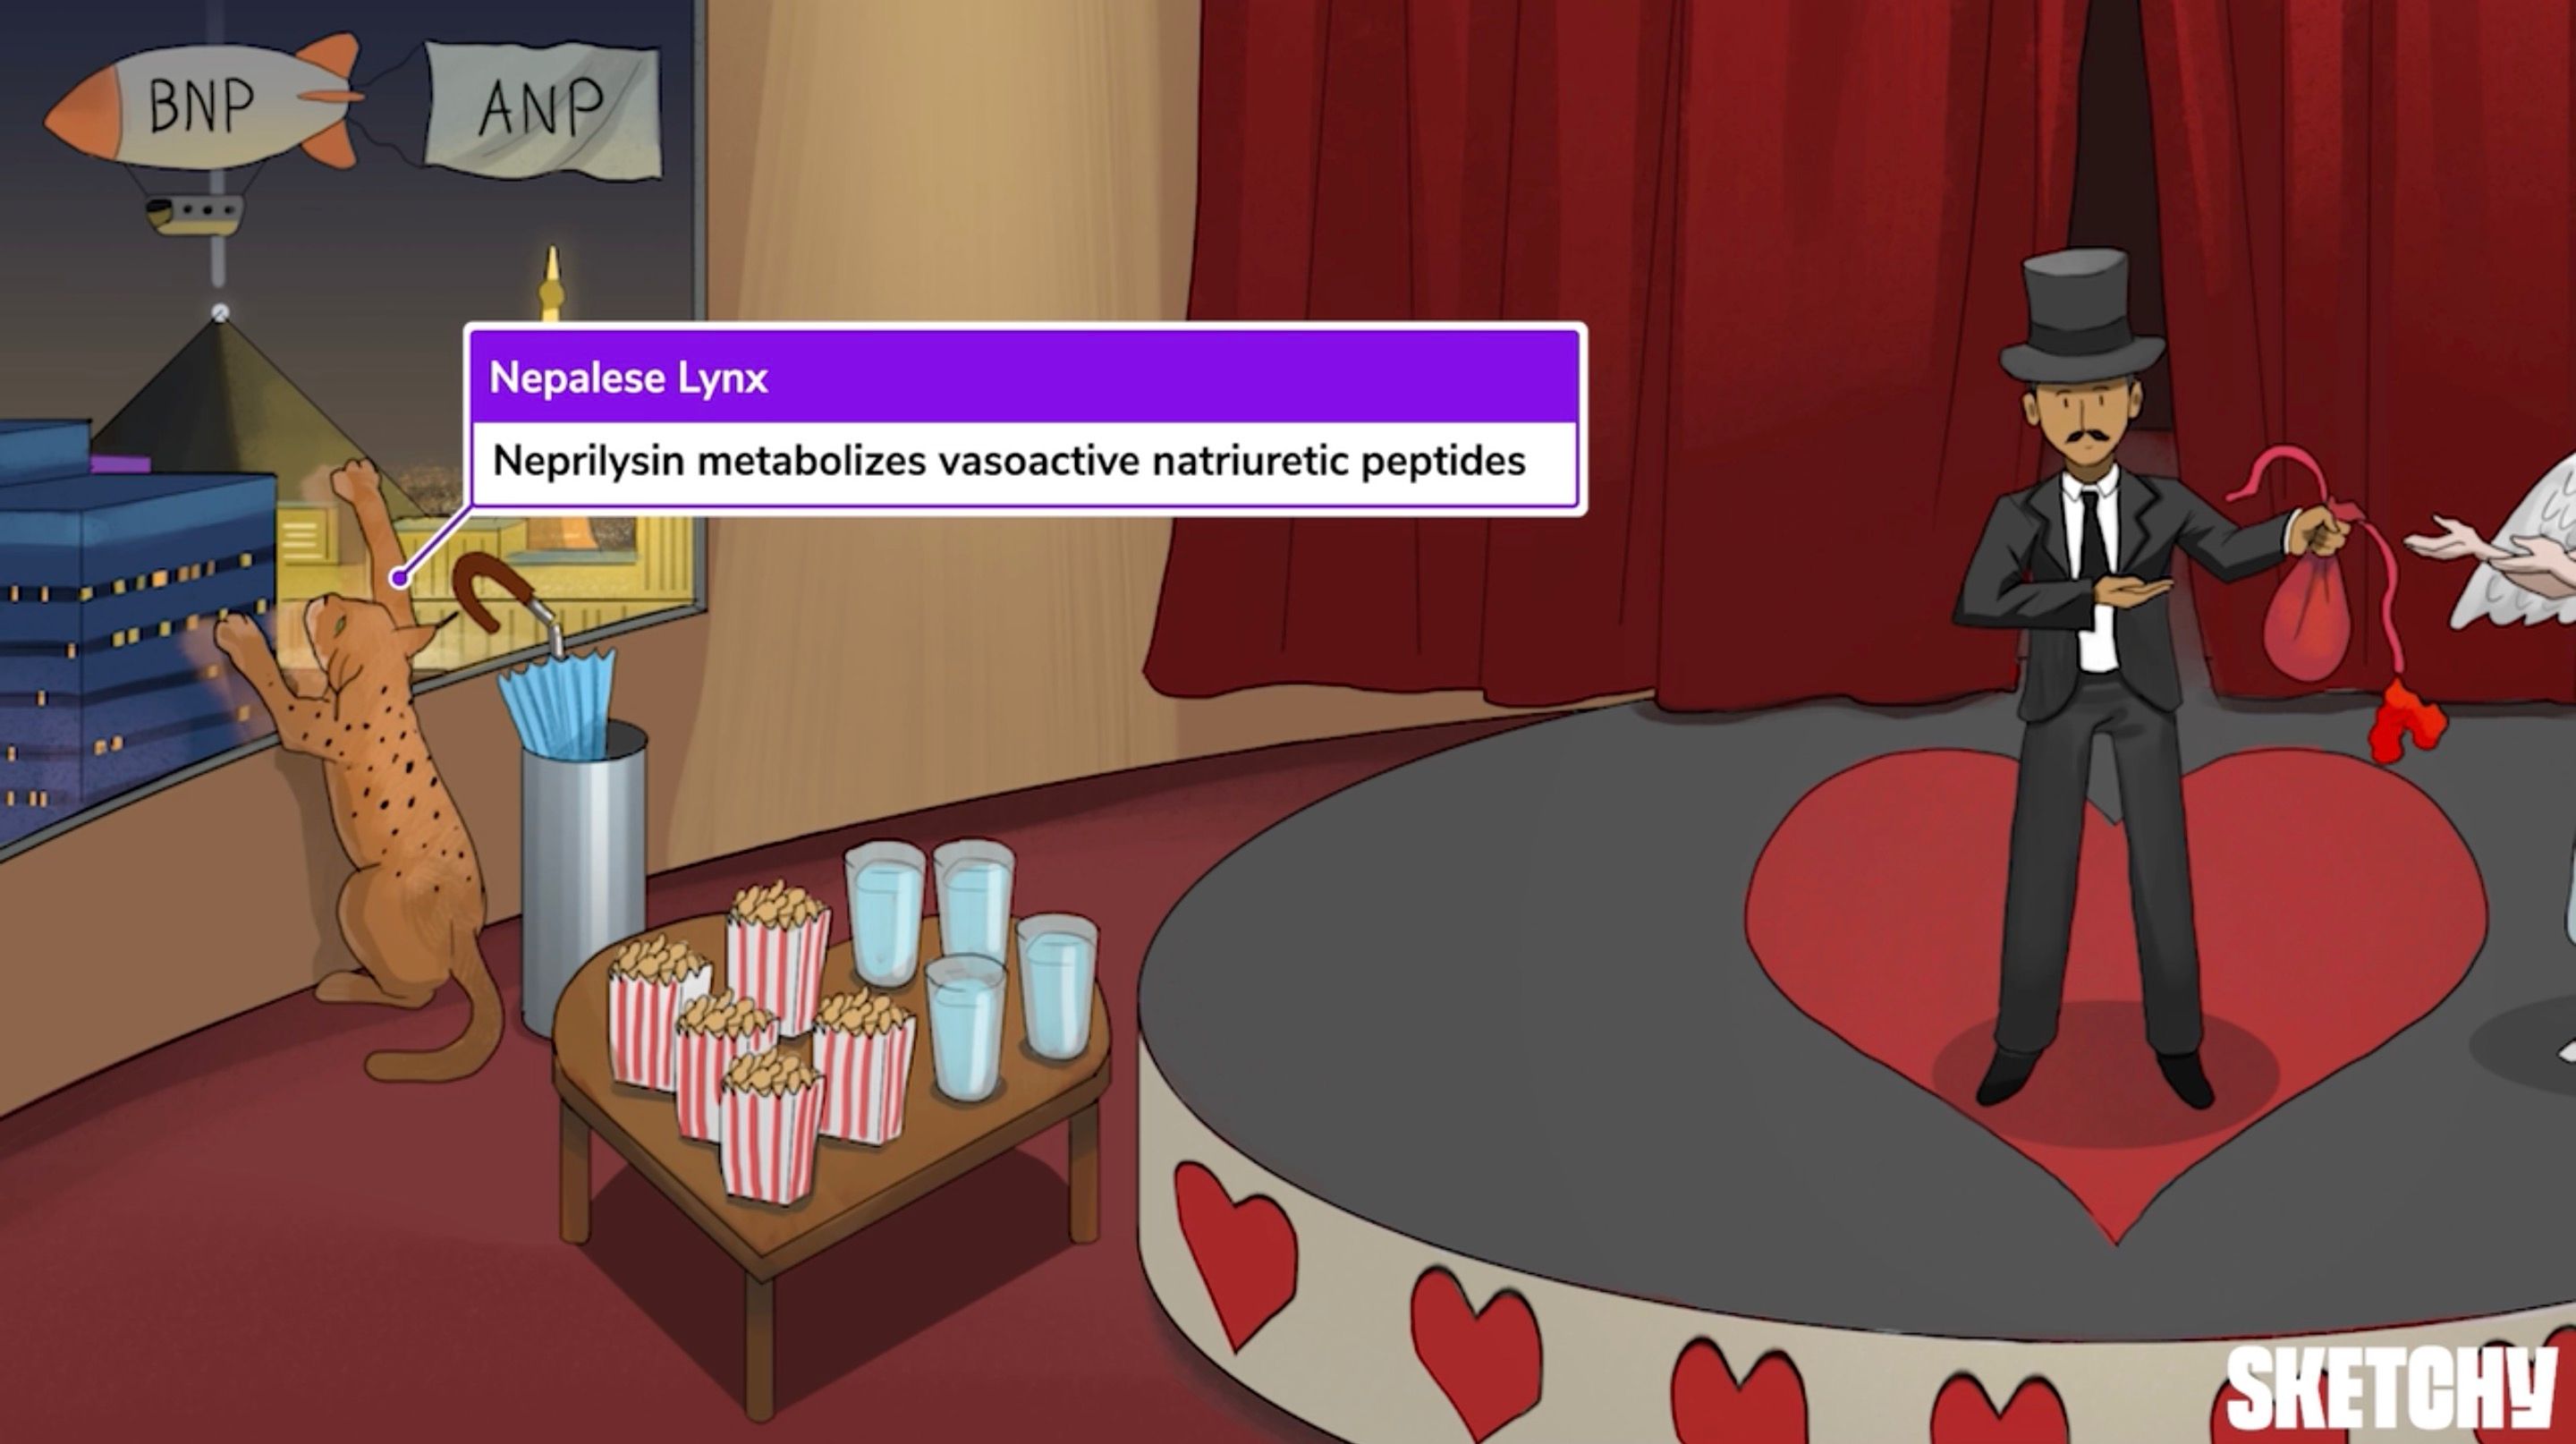 BNP
ANP
Nepalese Lynx
Neprilysin metabolizes vasoactive natriuretic peptides
SKETCHY